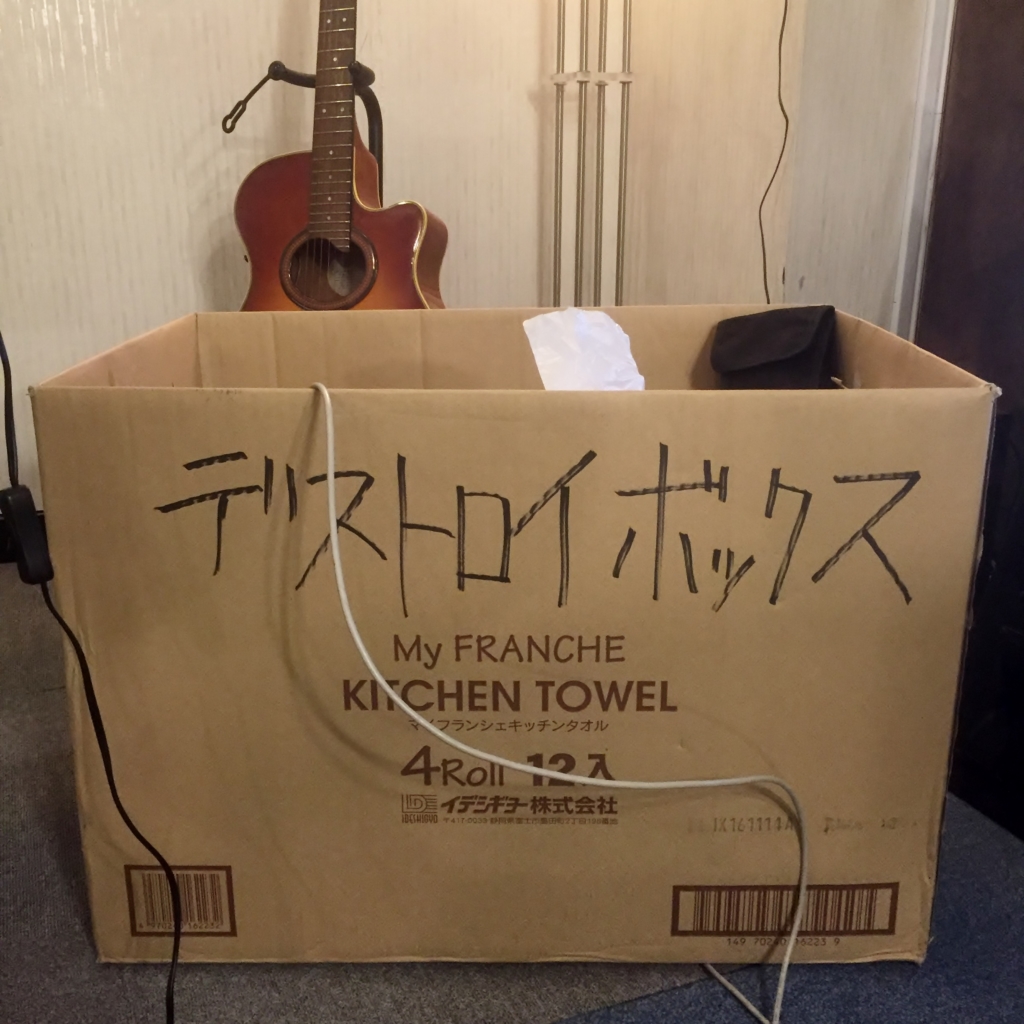 デストロイボックス
My FRANCHE
KITCHEN TOWEL
マイフランシェキッチンタオル
4Roll 12入
IDESHIGYO イデシギョー株式会社